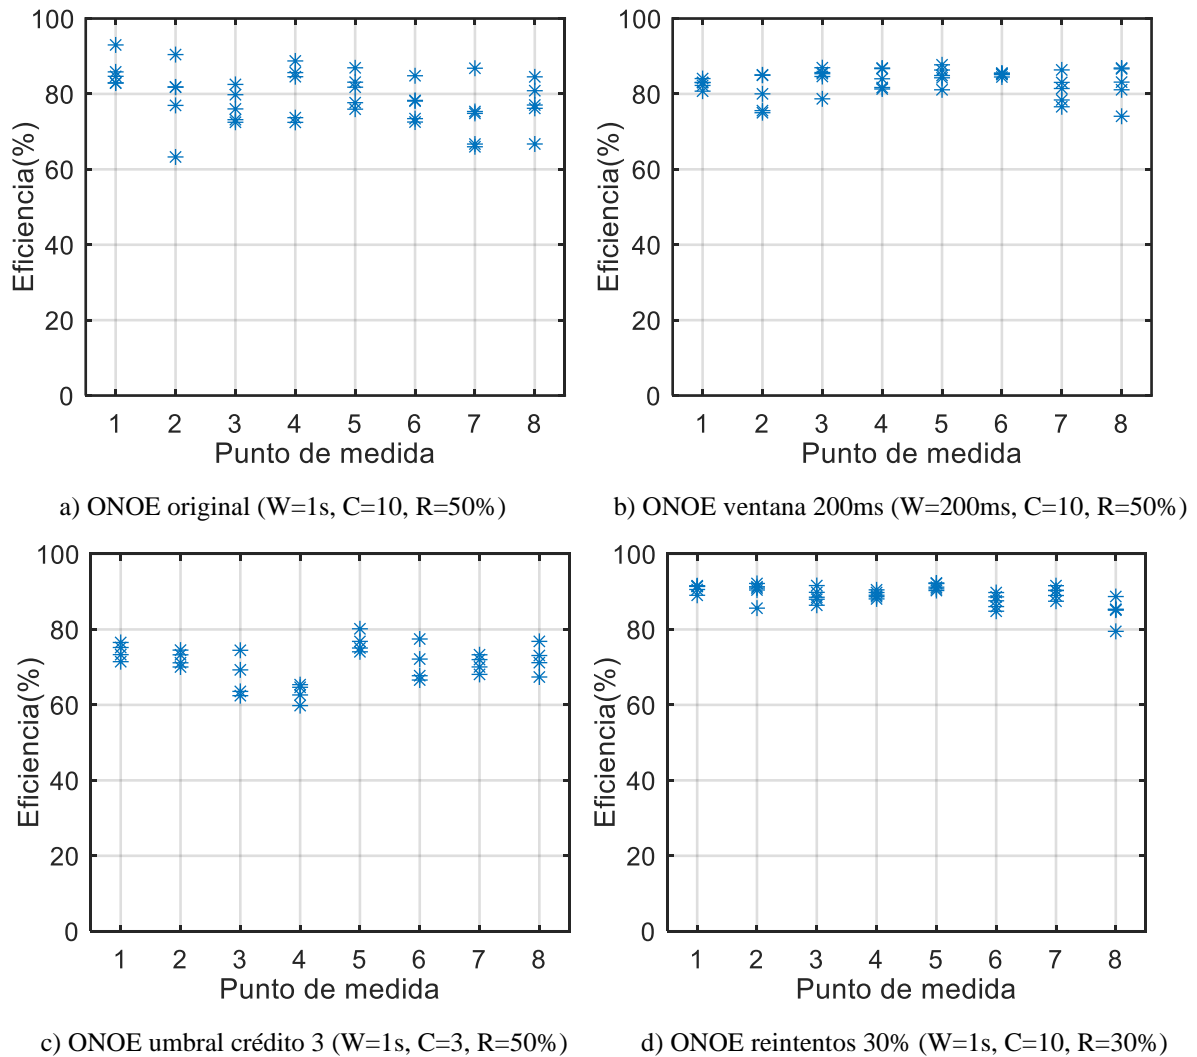 100
80
60
40
20
0
Eficiencia(%)
1 2 3 4 5 6 7 8
Punto de medida
a) ONOE original (W=1s, C=10, R=50%)
100
80
60
40
20
0
Eficiencia(%)
1 2 3 4 5 6 7 8
Punto de medida
b) ONOE ventana 200ms (W=200ms, C=10, R=50%)
100
80
60
40
20
0
Eficiencia(%)
1 2 3 4 5 6 7 8
Punto de medida
c) ONOE umbral crédito 3 (W=1s, C=3, R=50%)
100
80
60
40
20
0
Eficiencia(%)
1 2 3 4 5 6 7 8
Punto de medida
d) ONOE reintentos 30% (W=1s, C=10, R=30%)